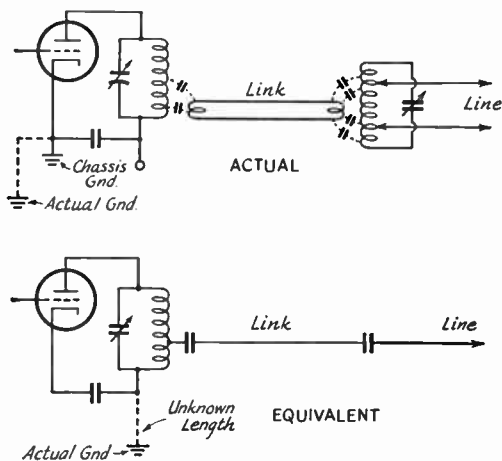 Link
Line
Chassis
Gnd.
Actual Gnd.
ACTUAL
Link
Line
Unknown
Length
EQUIVALENT
Actual Gnd